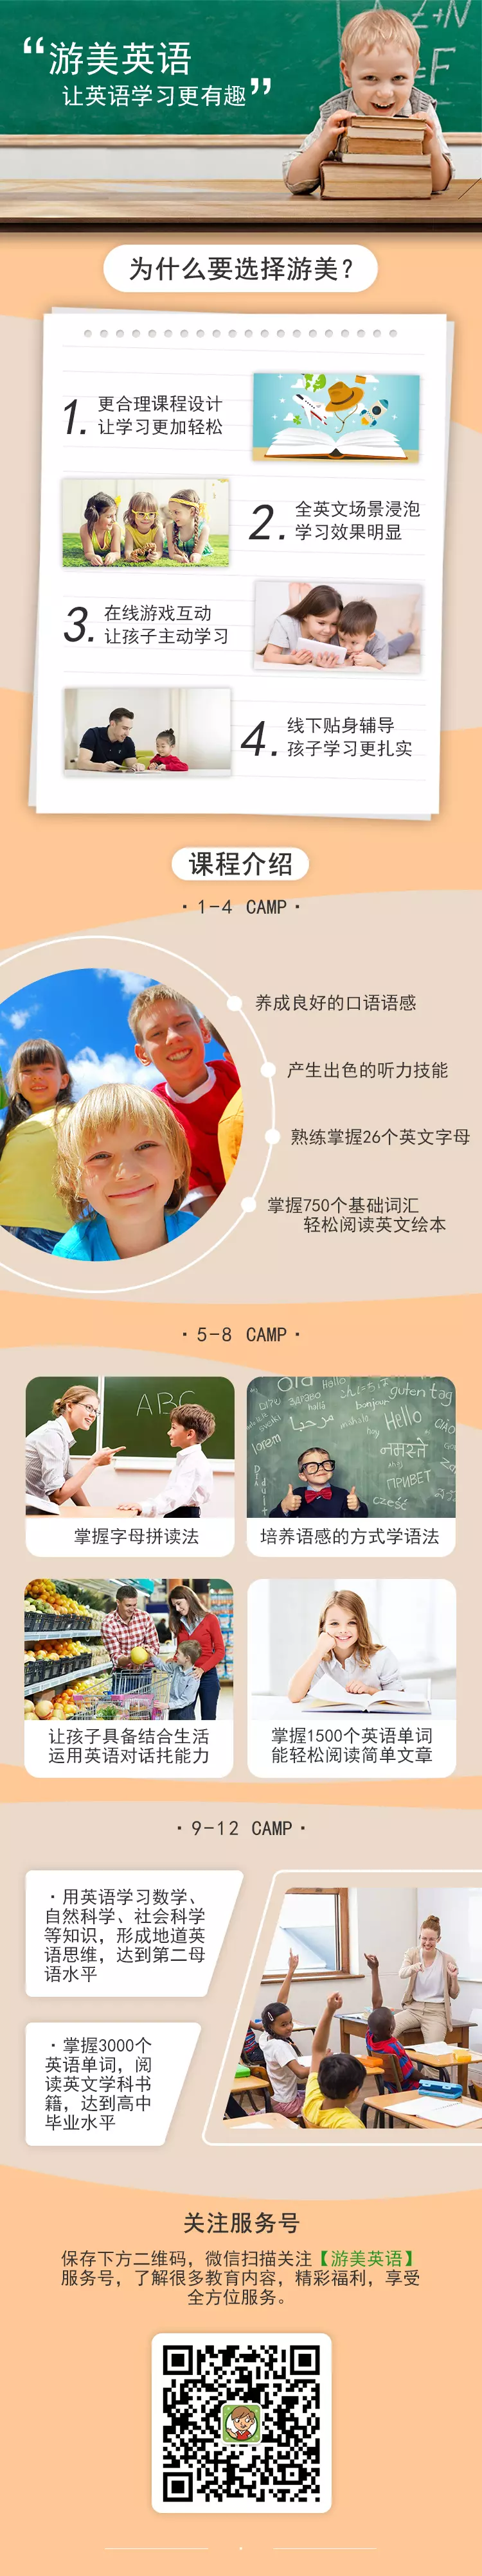 “游美英语
让英语学习更有趣”
为什么要选择游美？
1. 更合理课程设计
让学习更加轻松
2. 全英文场景浸泡
学习效果明显
3. 在线游戏互动
让孩子主动学习
4. 线下贴身辅导
孩子学习更扎实
课程介绍
· 1-4 CAMP ·
养成良好的口语语感
产生出色的听力技能
熟练掌握26个英文字母
掌握750个基础词汇
轻松阅读英文绘本
· 5-8 CAMP ·
ABC
Hallo
guten tag
bonjour
Hello
CIAO
नमस्ते
ПРИВЕТ
cześć
lorem
مرحبا
掌握字母拼读法
培养语感的方式学语法
让孩子具备结合生活
运用英语对话托能力
掌握1500个英语单词
能轻松阅读简单文章
· 9-12 CAMP ·
· 用英语学习数学、
自然科学、社会科学
等知识，形成地道英
语思维，达到第二母
语水平
· 掌握3000个
英语单词，阅
读英文学科书
籍，达到高中
毕业水平
关注服务号
保存下方二维码，微信扫描关注【游美英语】
服务号，了解很多教育内容，精彩福利，享受
全方位服务。